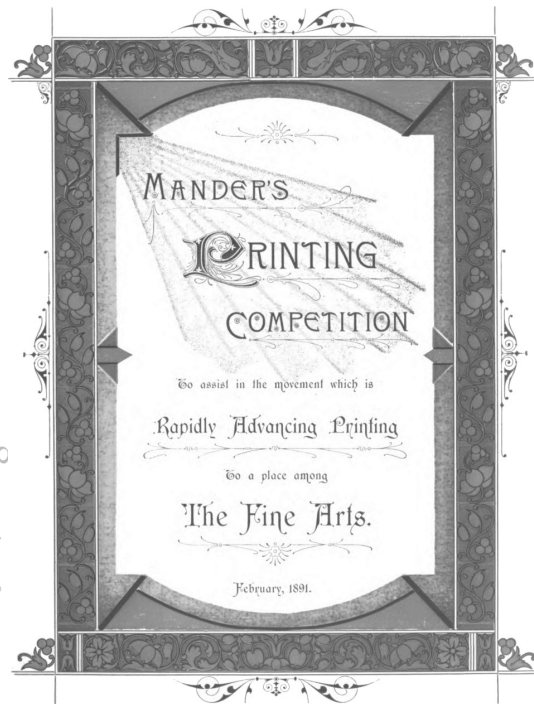 MANDER'S
PRINTING
COMPETITION
To assist in the movement which is
Rapidly Advancing Printing
To a place among
The Fine Arts.
February, 1891.